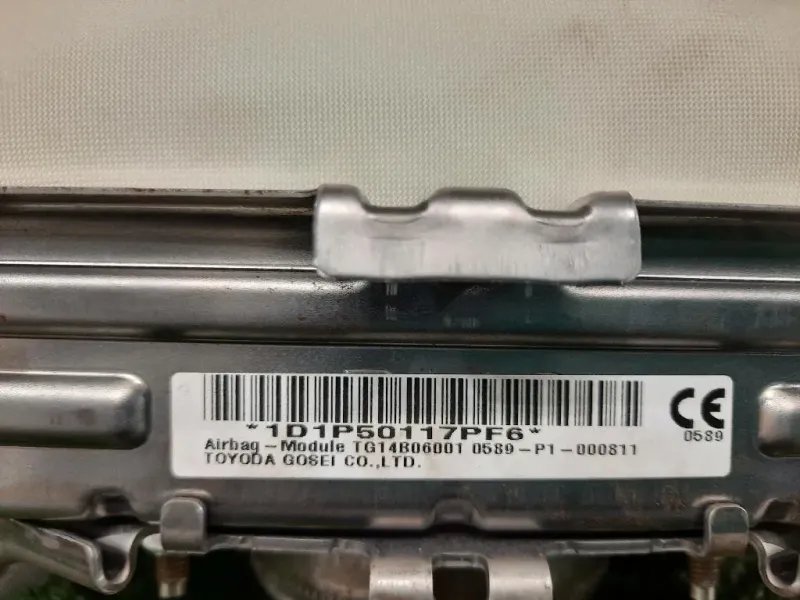 *1D1P50117PF6*
Airbag-Module TG14B06001 0589-P1-000811
TOYODA GOSEI CO.,LTD.
CE
0589